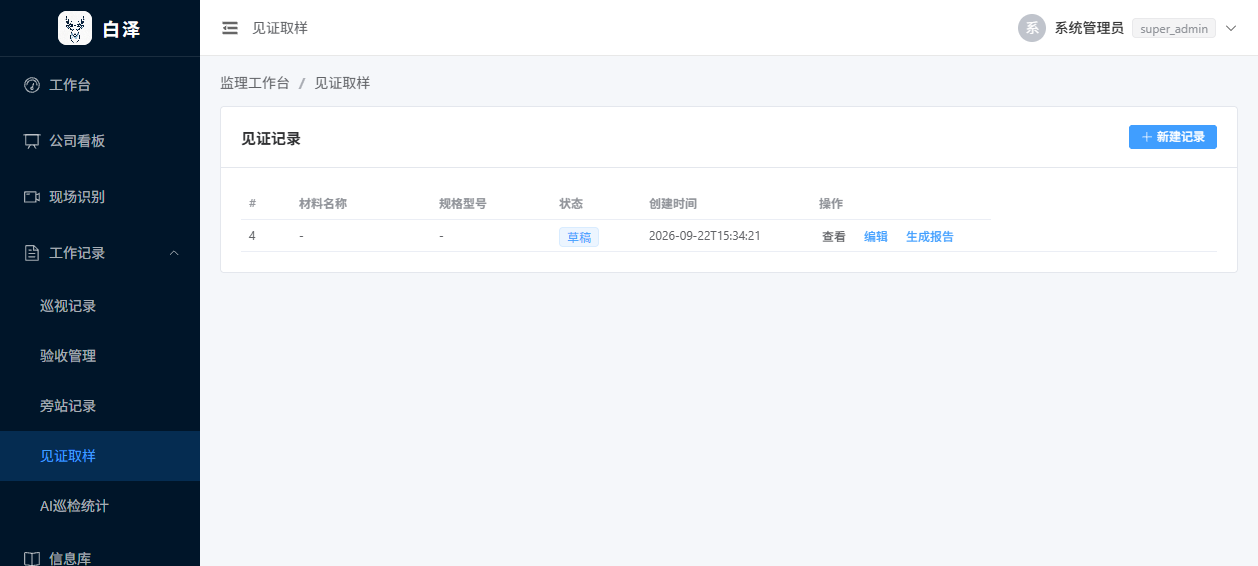 白泽
见证取样
系 系统管理员 super_admin
工作台
公司看板
现场识别
工作记录
巡视记录
验收管理
旁站记录
见证取样
AI巡检统计
信息库
监理工作台 / 见证取样
见证记录
+ 新建记录
# 材料名称 规格型号 状态 创建时间 操作
4 - - 草稿 2026-09-22T15:34:21 查看 编辑 生成报告